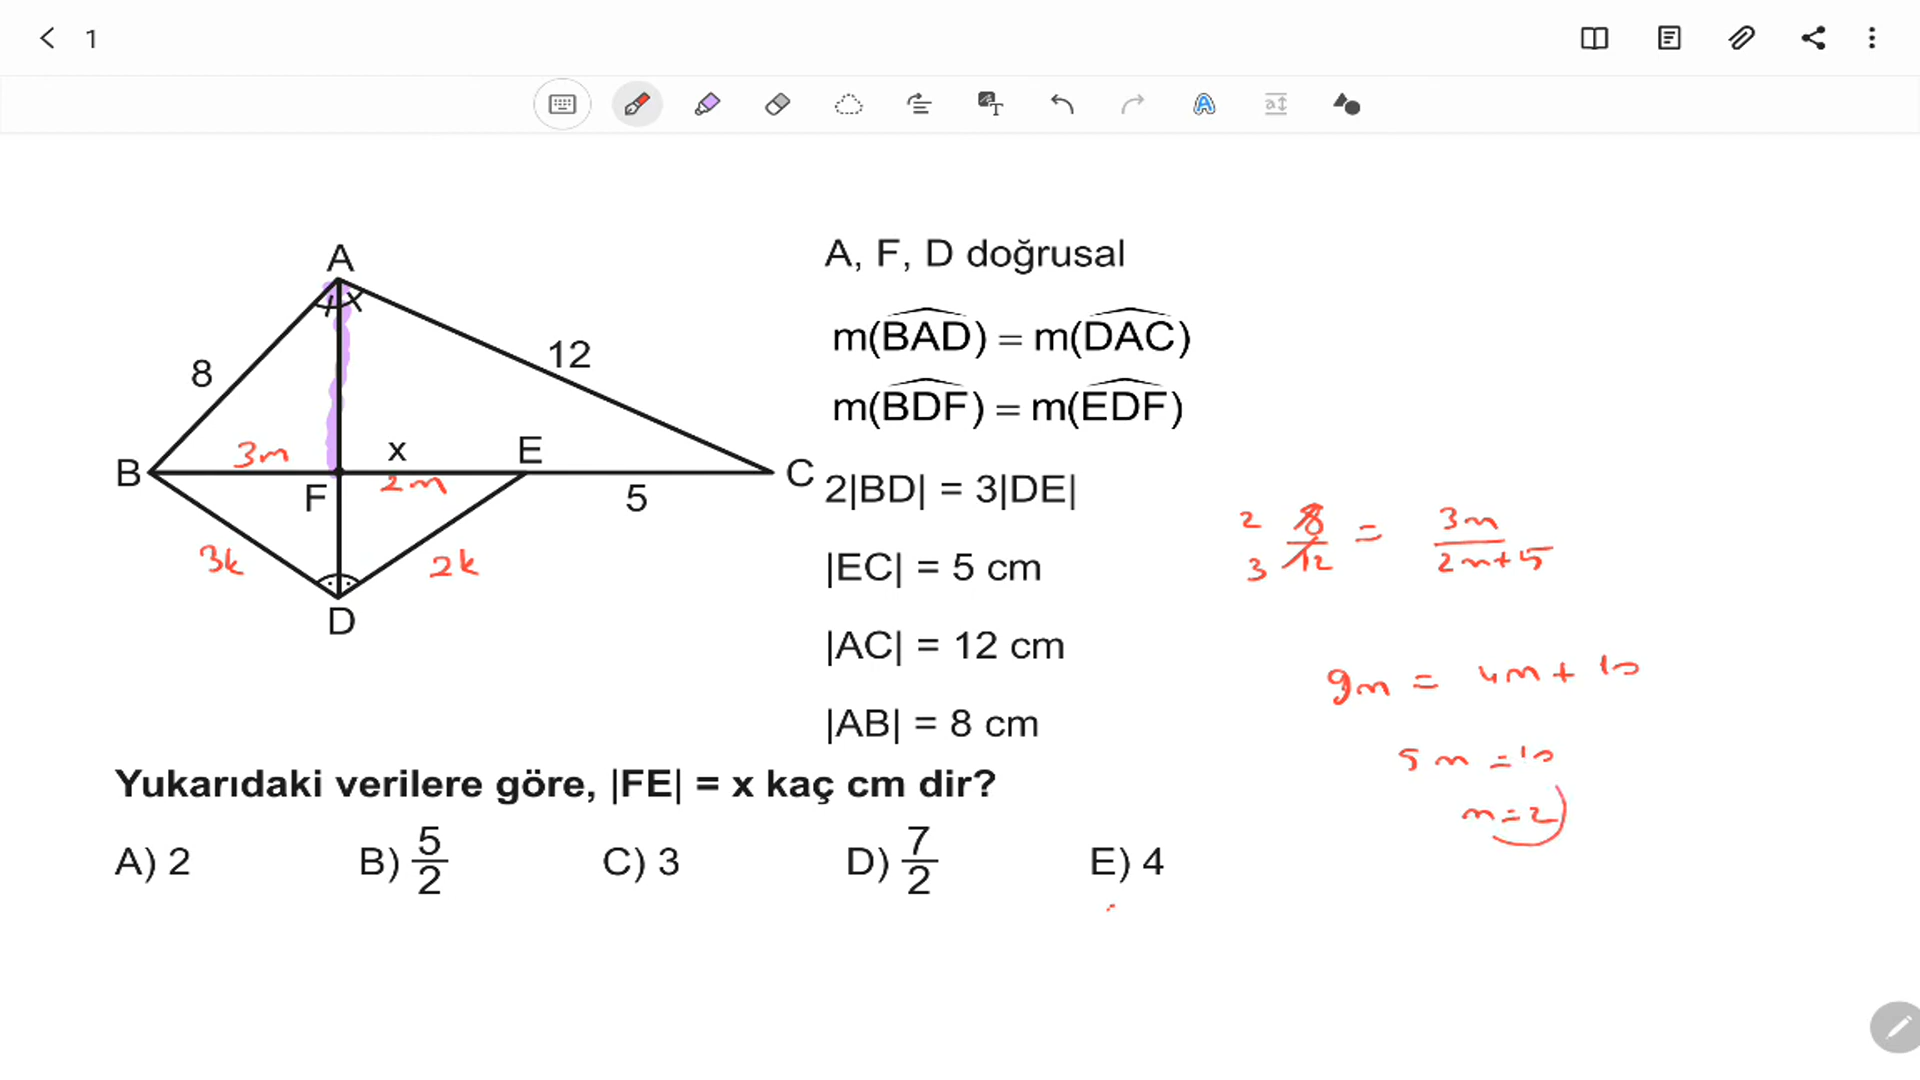 1
A
8
12
B
3m
x
E
C
F
2m
5
3k
2k
D
A, F, D doğrusal
m(BAD) = m(DAC)
m(BDF) = m(EDF)
2|BD| = 3|DE|
|EC| = 5 cm
|AC| = 12 cm
|AB| = 8 cm
2 8 = 3m
3 12 2m+5
9m = 4m + 10
5m = 10
m = 2
Yukarıdaki verilere göre, |FE| = x kaç cm dir?
A) 2 B) 5/2 C) 3 D) 7/2 E) 4